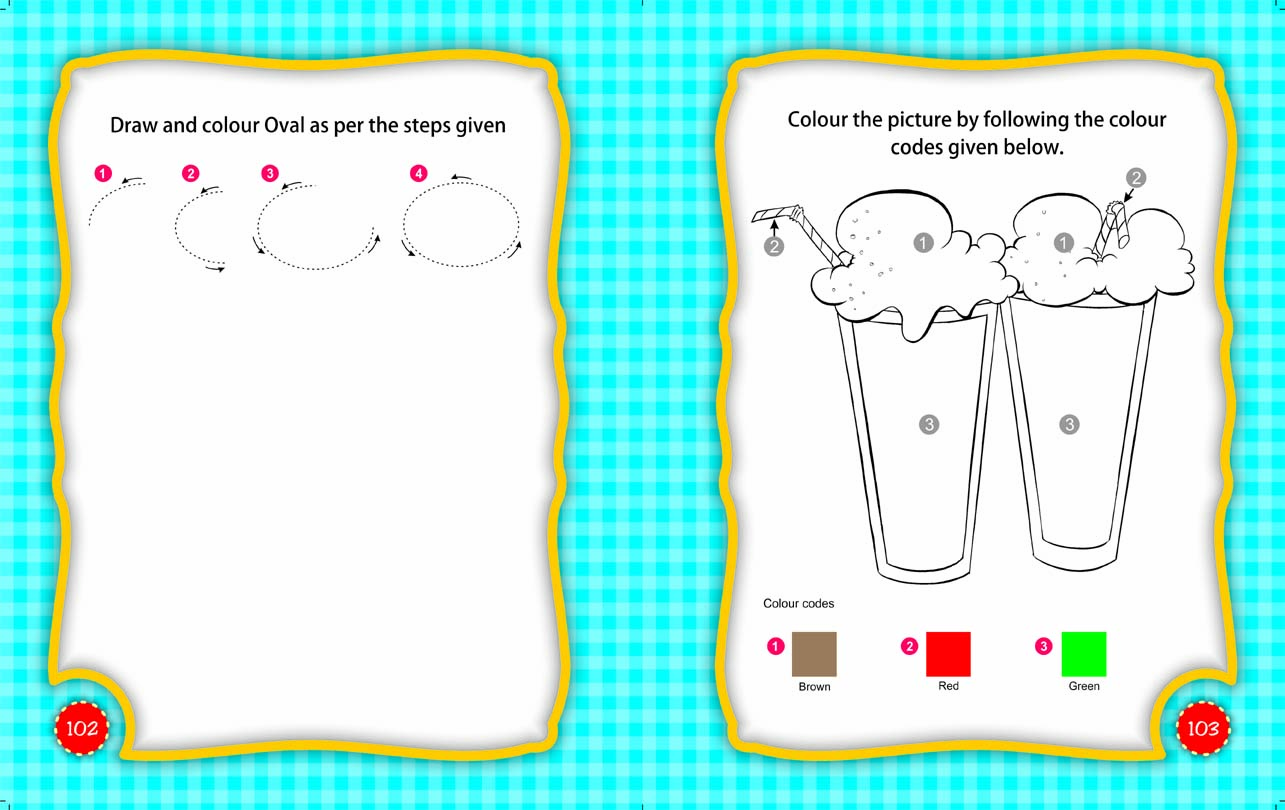 Draw and colour Oval as per the steps given
1 2 3 4
102
Colour the picture by following the colour
codes given below.
2
2
1 1
3 3
Colour codes
1 2 3
Brown Red Green
103